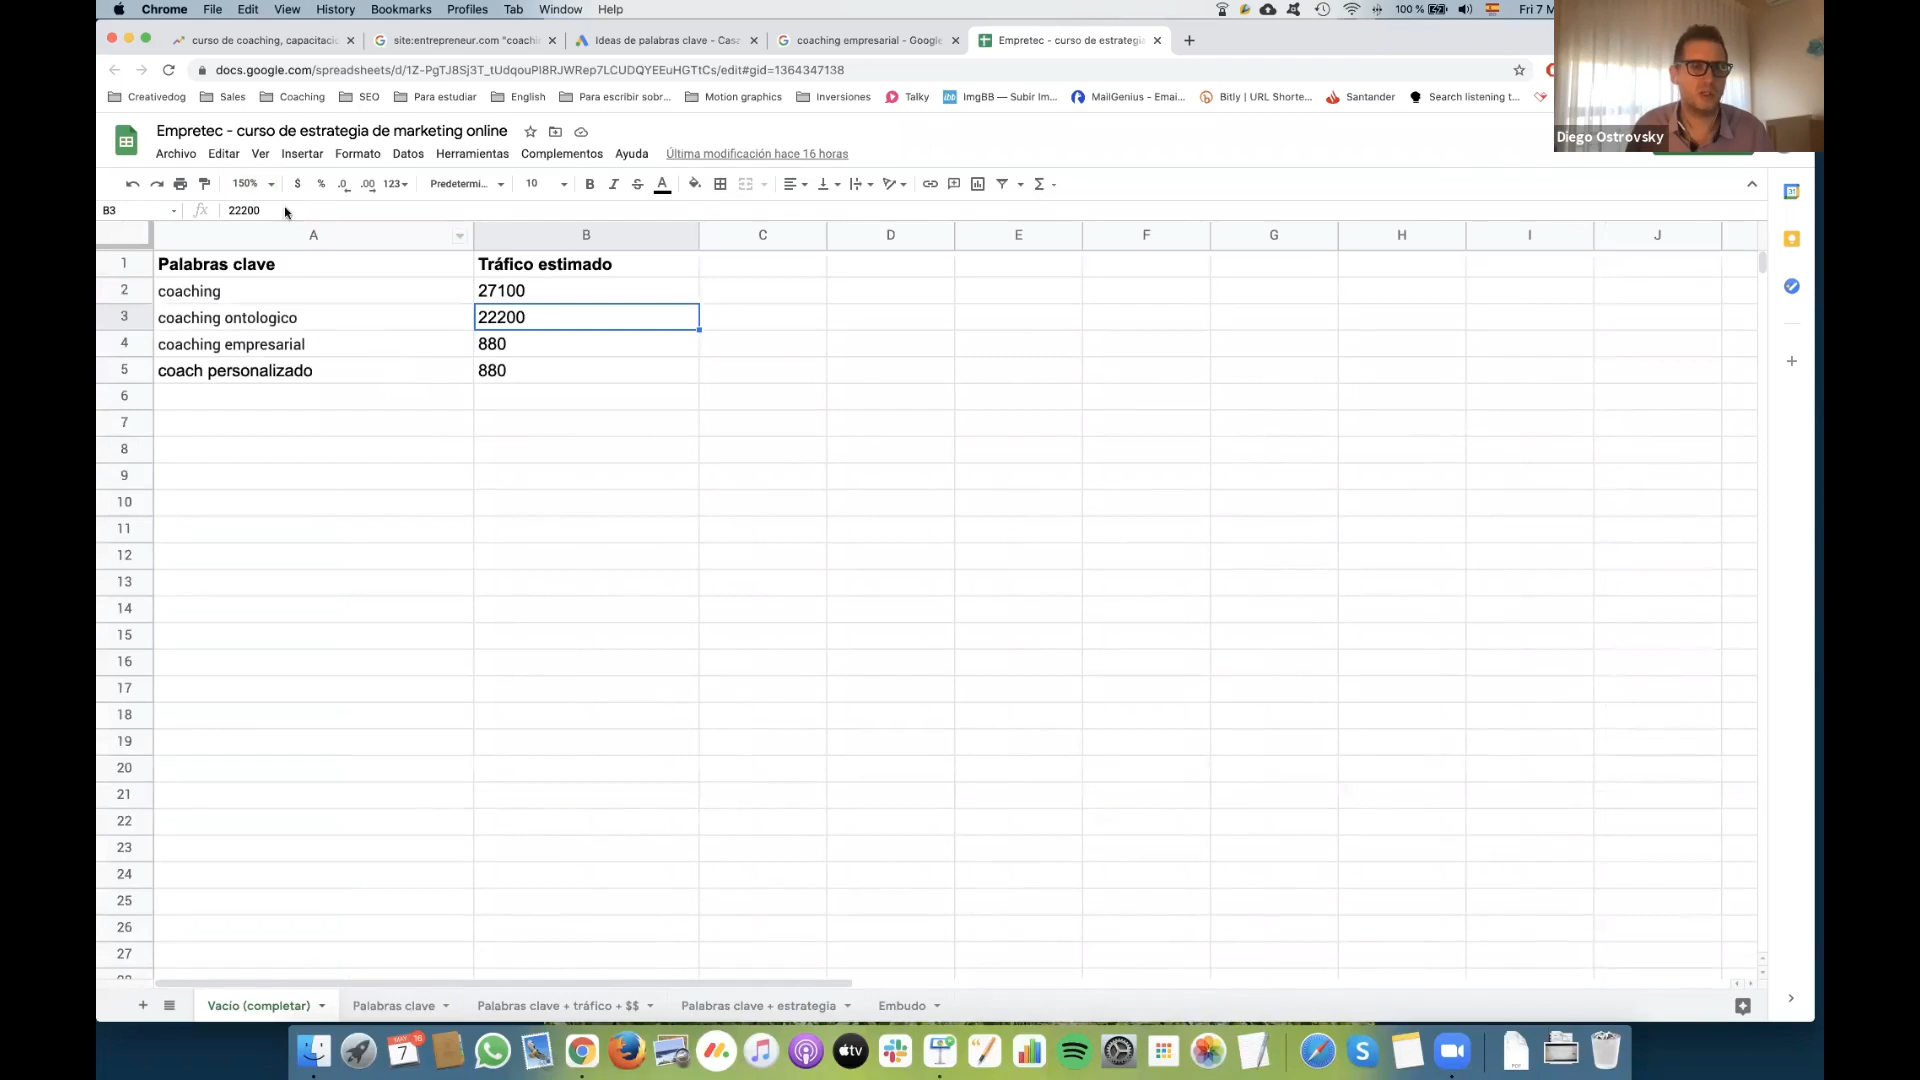 Chrome File Edit View History Bookmarks Profiles Tab Window Help 100 % Fri 7 M
curso de coaching, capacitaci site:entrepreneur.com "coachi Ideas de palabras clave - Casa coaching empresarial - Google Empretec - curso de estrategia
docs.google.com/spreadsheets/d/1Z-PgTJ8Sj3T_tUdqouPI8RJWRep7LCUDQYEEuHGTtCs/edit#gid=1364347138
Creativedog Sales Coaching SEO Para estudiar English Para escribir sobr... Motion graphics Inversiones Talky ImgBB — Subir Im... MailGenius - Emai... Bitly | URL Shorte... Santander Search listening t...
Diego Ostrovsky
Empretec - curso de estrategia de marketing online
Archivo Editar Ver Insertar Formato Datos Herramientas Complementos Ayuda Última modificación hace 16 horas
150% $ % .0 .00 123 Predetermi... 10 B I S A Σ
B3 fx 22200
A B C D E F G H I J
1 Palabras clave Tráfico estimado
2 coaching 27100
3 coaching ontologico 22200
4 coaching empresarial 880
5 coach personalizado 880
6
7
8
9
10
11
12
13
14
15
16
17
18
19
20
21
22
23
24
25
26
27
28
+ Vacío (completar) Palabras clave Palabras clave + tráfico + $$ Palabras clave + estrategia Embudo
7 tv S